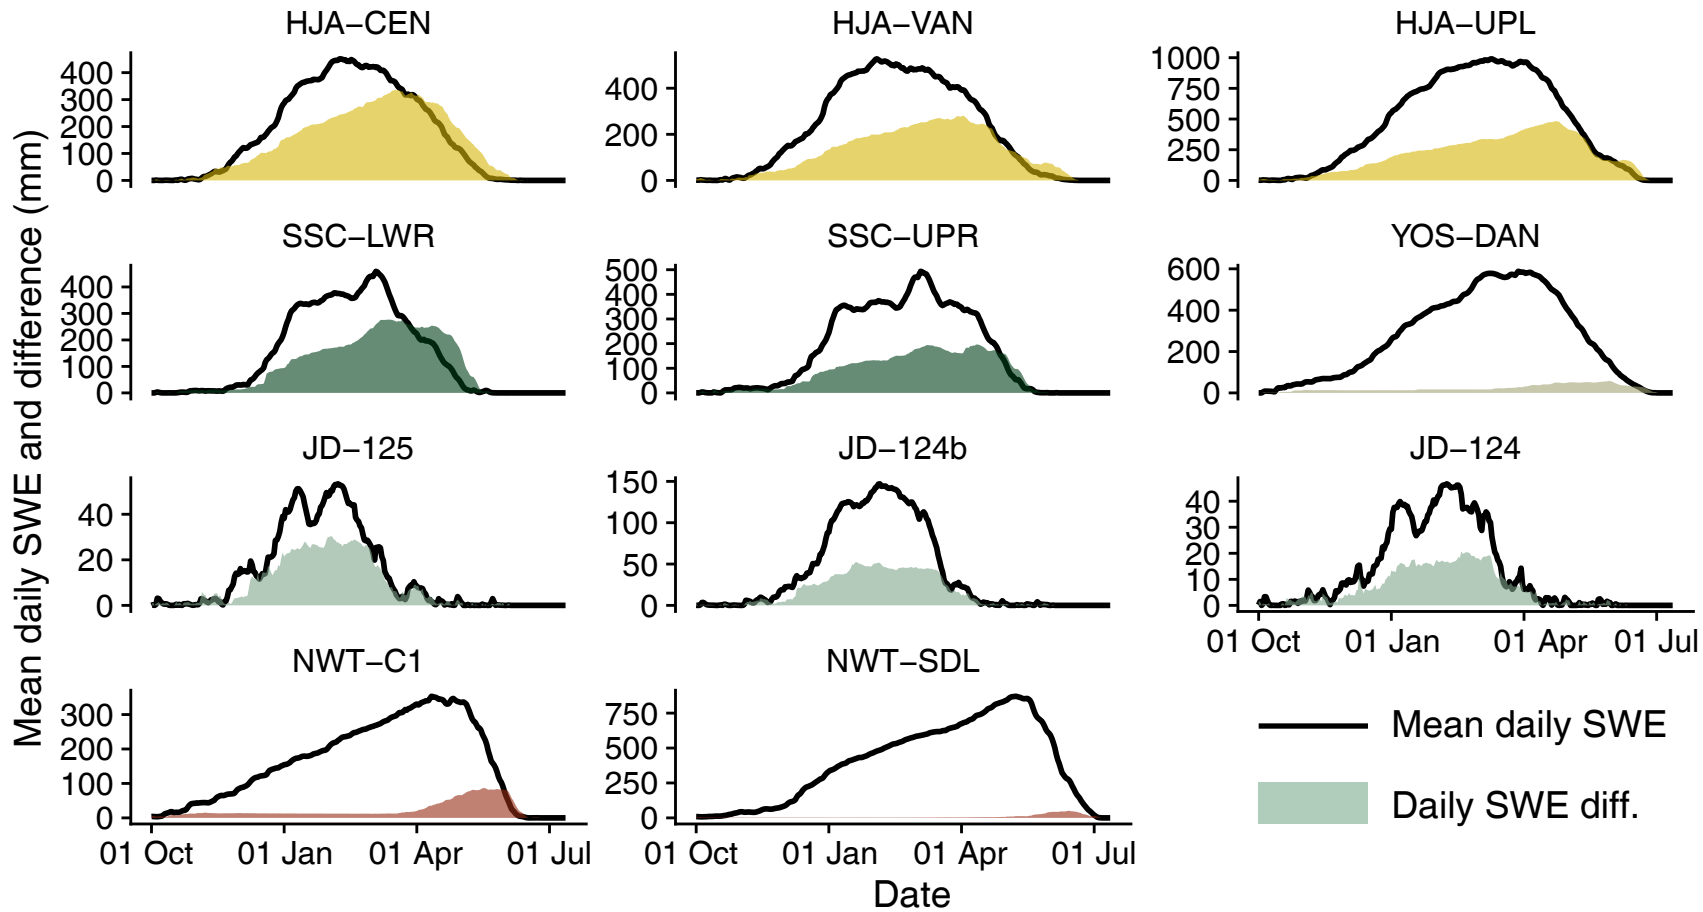 HJA−CEN HJA−VAN HJA−UPL
400 300 200 100 0
400 200 0
1000 750 500 250 0
SSC−LWR SSC−UPR YOS−DAN
400 300 200 100 0
500 400 300 200 100 0
600 400 200 0
JD−125 JD−124b JD−124
40 20 0
150 100 50 0
40 30 20 10 0
01 Oct 01 Jan 01 Apr 01 Jul
NWT−C1 NWT−SDL
300 200 100 0
750 500 250 0
01 Oct 01 Jan 01 Apr 01 Jul
01 Oct 01 Jan 01 Apr 01 Jul
Mean daily SWE and difference (mm)
Date
Mean daily SWE
Daily SWE diff.